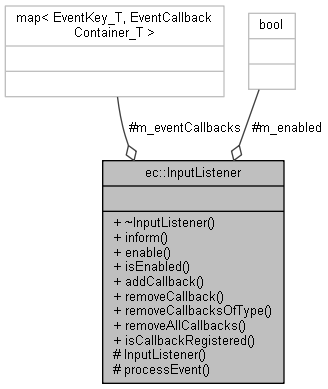 map< EventKey_T, EventCallback
Container_T >
bool
#m_eventCallbacks
#m_enabled
ec::InputListener
+ ~InputListener()
+ inform()
+ enable()
+ isEnabled()
+ addCallback()
+ removeCallback()
+ removeCallbacksOfType()
+ removeAllCallbacks()
+ isCallbackRegistered()
# InputListener()
# processEvent()